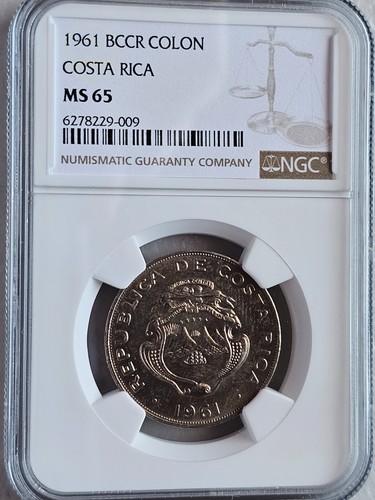 1961 BCCR COLON
COSTA RICA
MS 65
6278229-009
NUMISMATIC GUARANTY COMPANY
NGC®
REPUBLICA DE COSTA RICA
1961